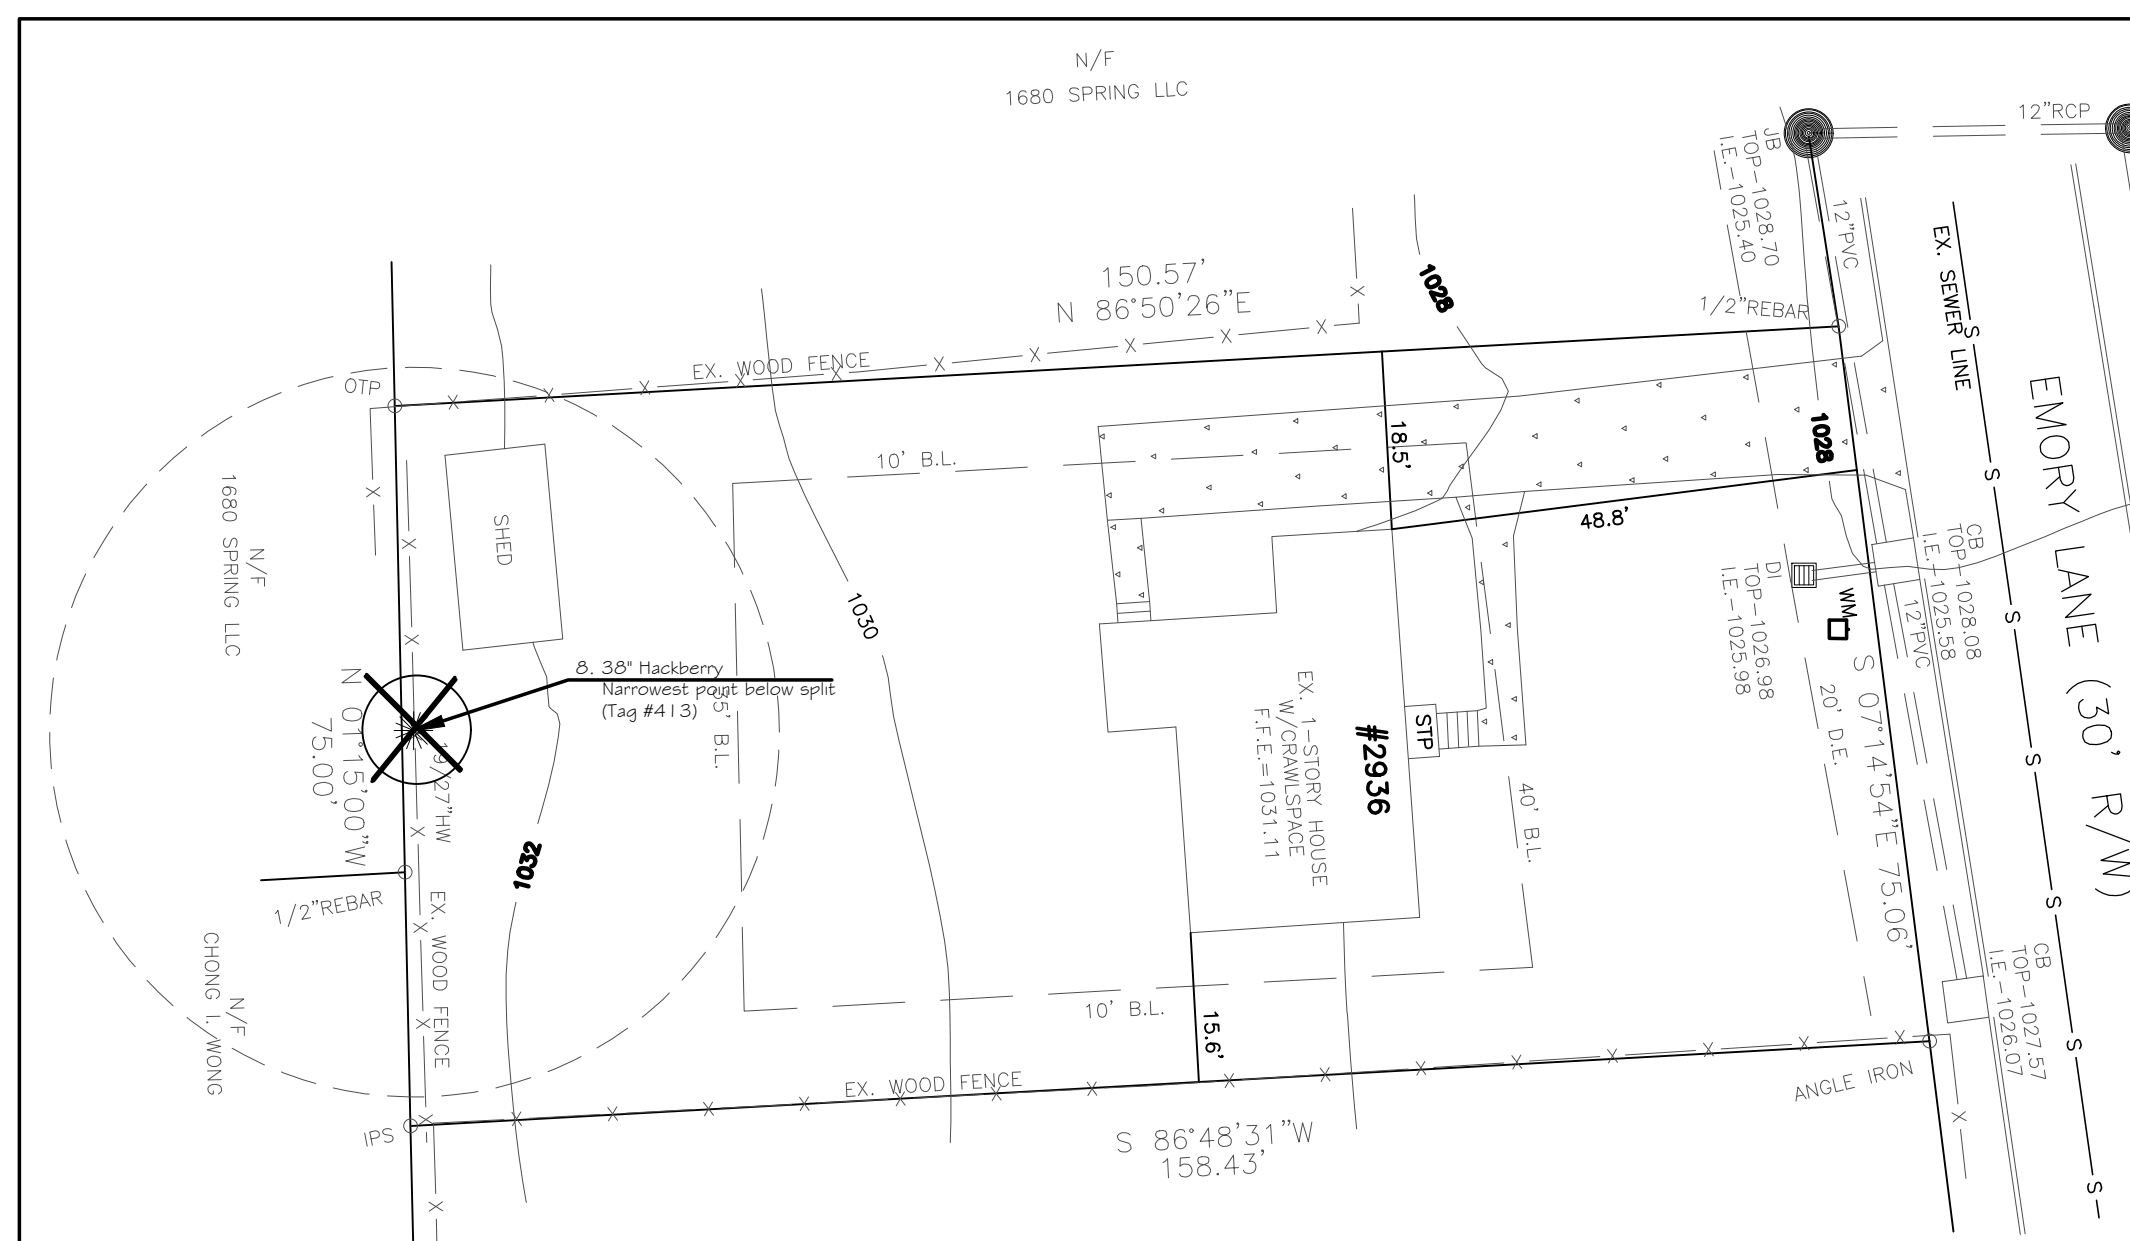 N/F
1680 SPRING LLC
12"RCP
JB
TOP-1028.70
I.E.-1025.40
12"PVC
EX. SEWER LINE
S
150.57'
N 86°50'26"E
1028
1/2"REBAR
EX. WOOD FENCE
OTP
10' B.L.
18.5'
1028
48.8'
EMORY LANE (30' R/W)
N/F
1680 SPRING LLC
SHED
1030
DI
TOP-1026.98
I.E.-1025.98
WM
CB
TOP-1028.08
I.E.-1025.58
12"PVC
8. 38" Hackberry
Narrowest point below split
(Tag #413)
35' B.L.
N 01°15'00"W
75.00'
19"/27"HW
EX. 1-STORY HOUSE
W/CRAWLSPACE
F.F.E.=1031.11
#2936
STP
40' B.L.
20' D.E.
S 07°14'54"E 75.06'
1032
1/2"REBAR
EX. WOOD FENCE
N/F
CHONG I. WONG
10' B.L.
15.6'
CB
TOP-1027.57
I.E.-1026.07
EX. WOOD FENCE
ANGLE IRON
IPS
S 86°48'31"W
158.43'